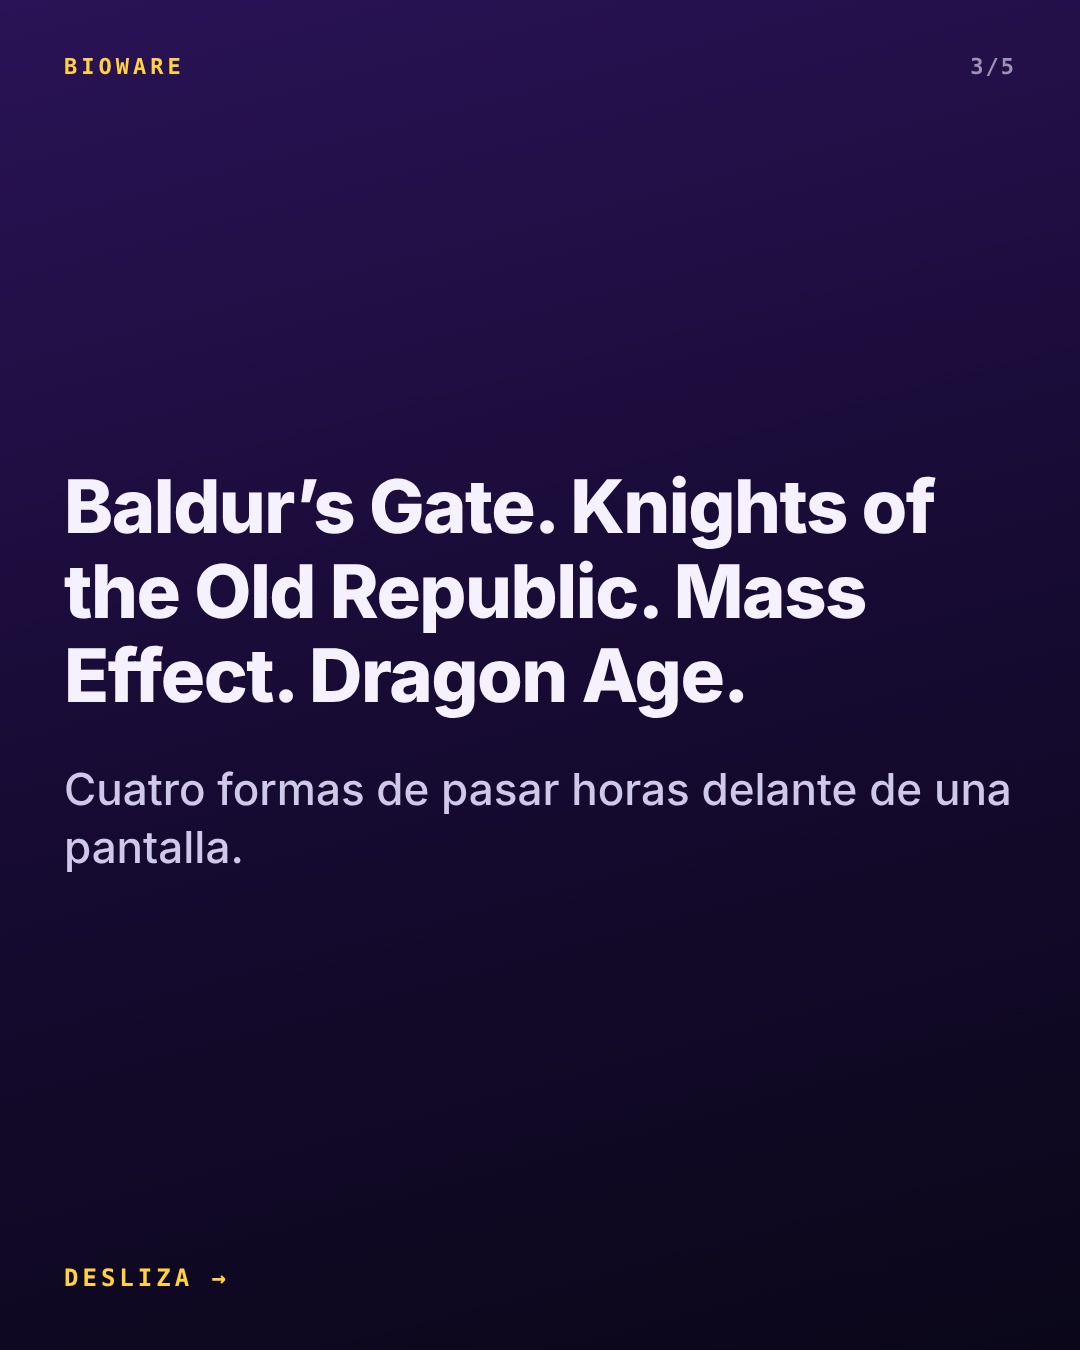 BIOWARE
3/5
Baldur’s Gate. Knights of
the Old Republic. Mass
Effect. Dragon Age.
Cuatro formas de pasar horas delante de una
pantalla.
DESLIZA →